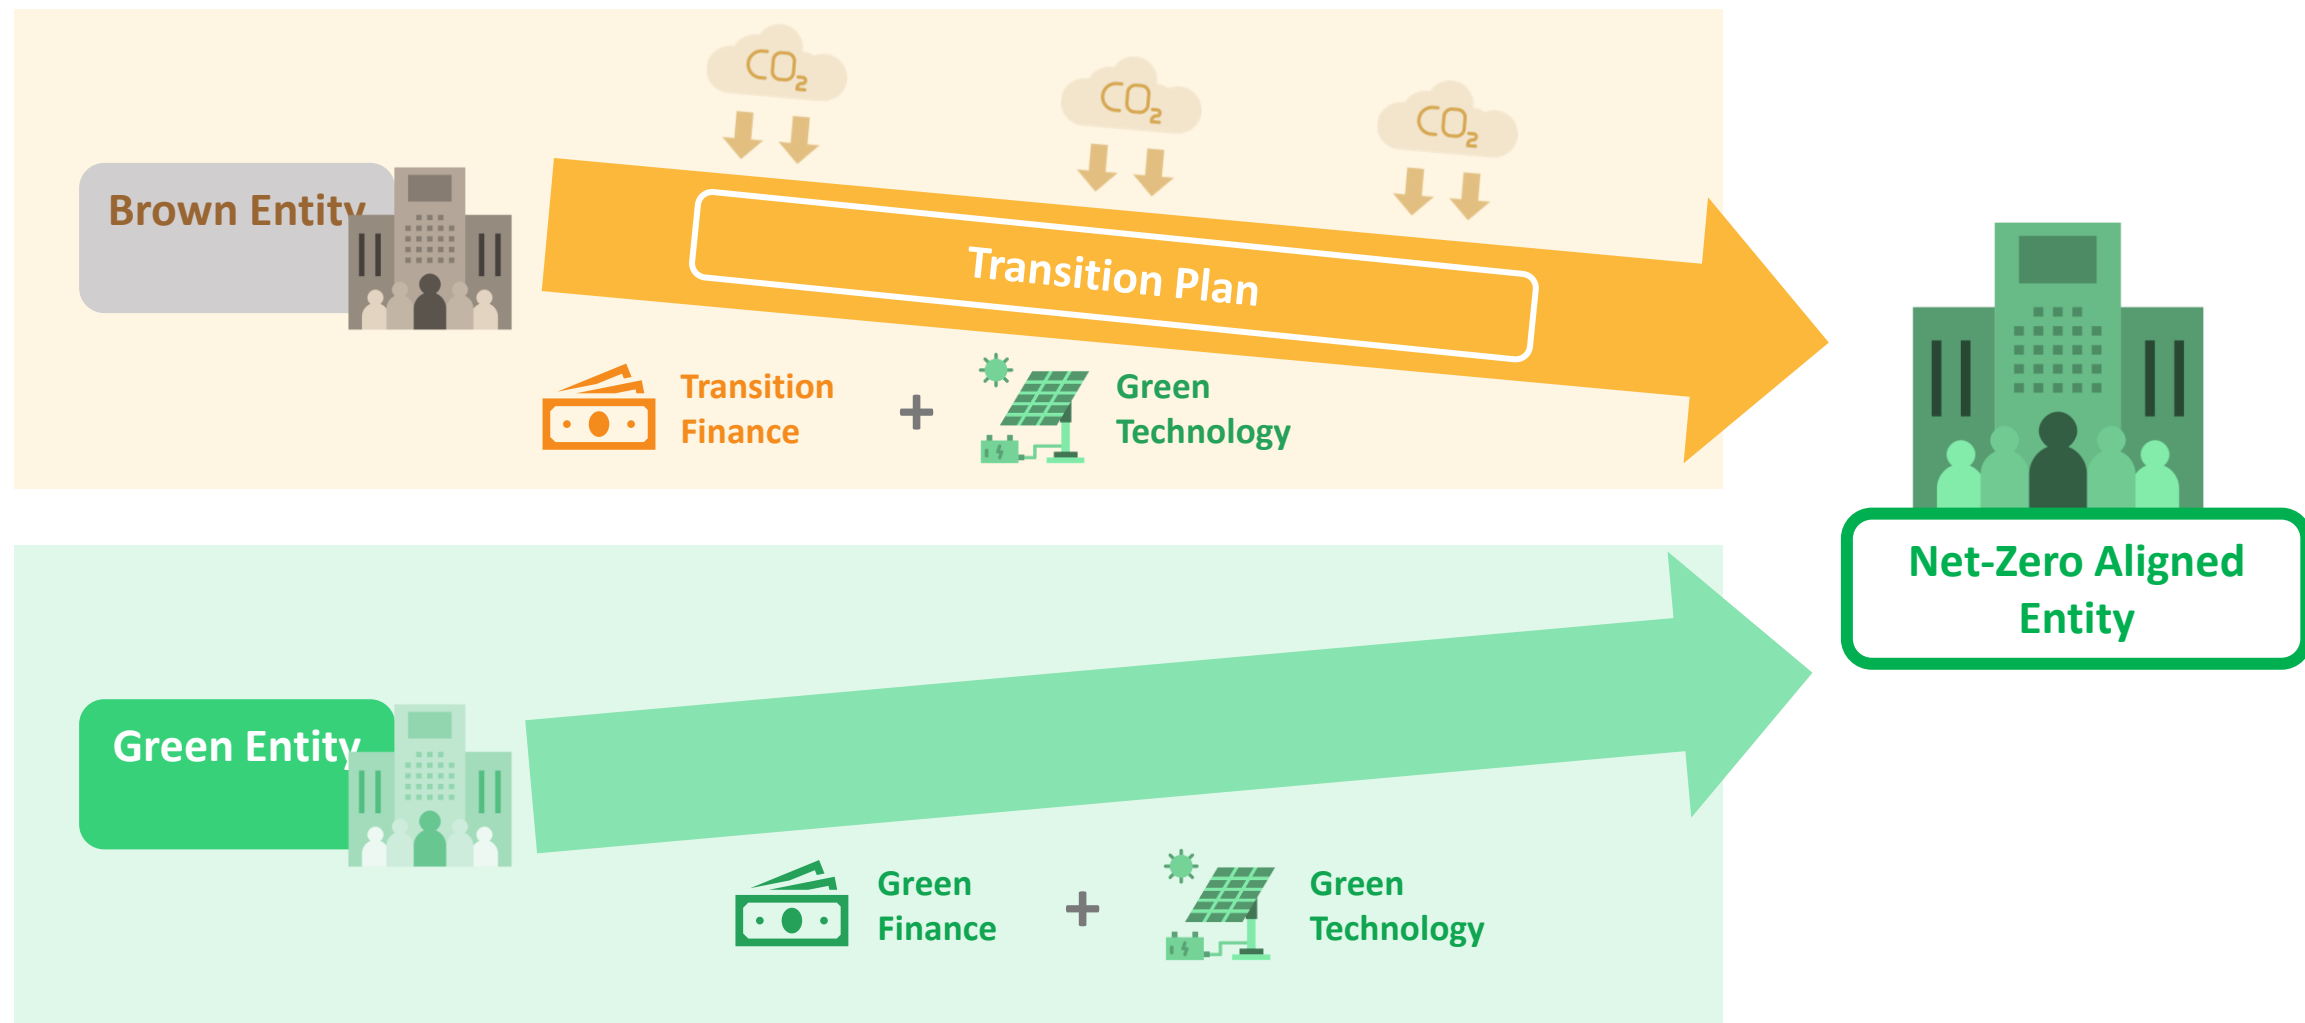 CO₂
CO₂
CO₂
Brown Entity
Transition Plan
Transition
Finance
+
Green
Technology
Net-Zero Aligned
Entity
Green Entity
Green
Finance
+
Green
Technology